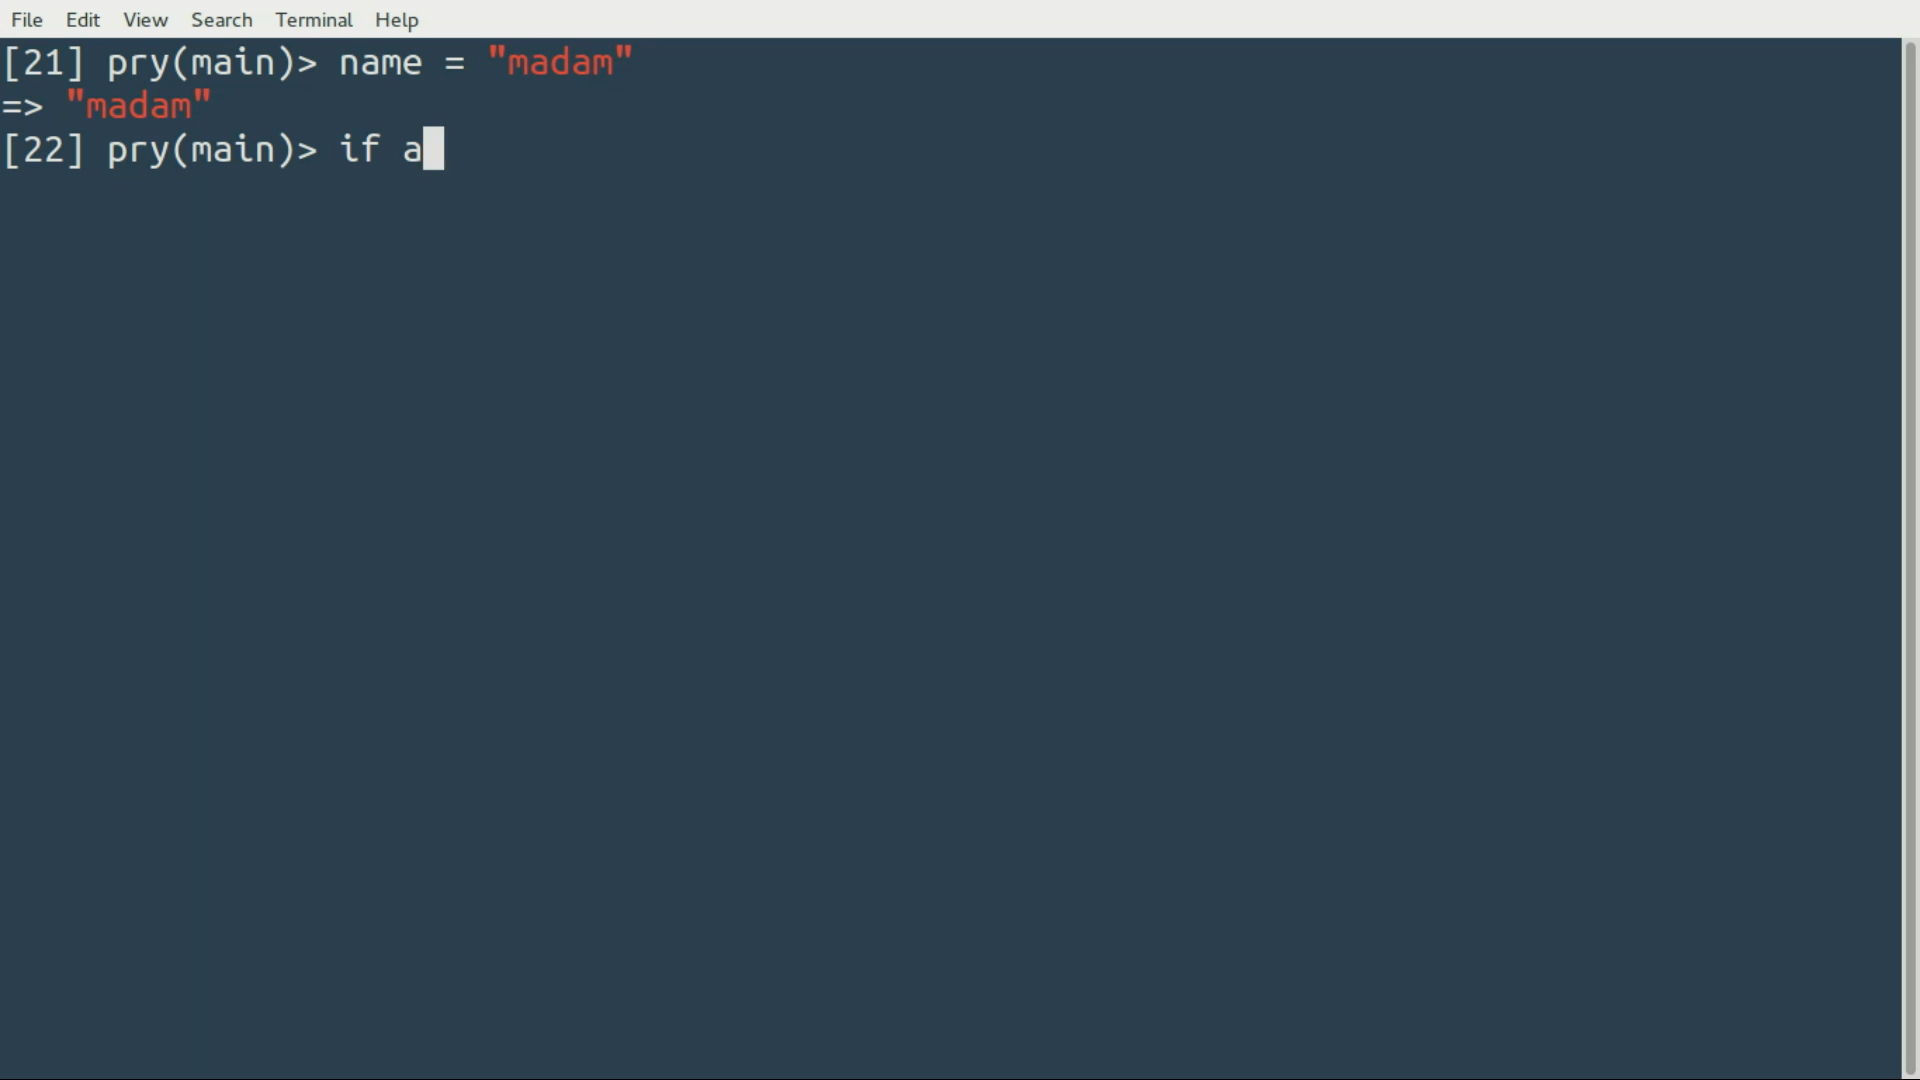 File Edit View Search Terminal Help
[21] pry(main)> name = "madam"
=> "madam"
[22] pry(main)> if a